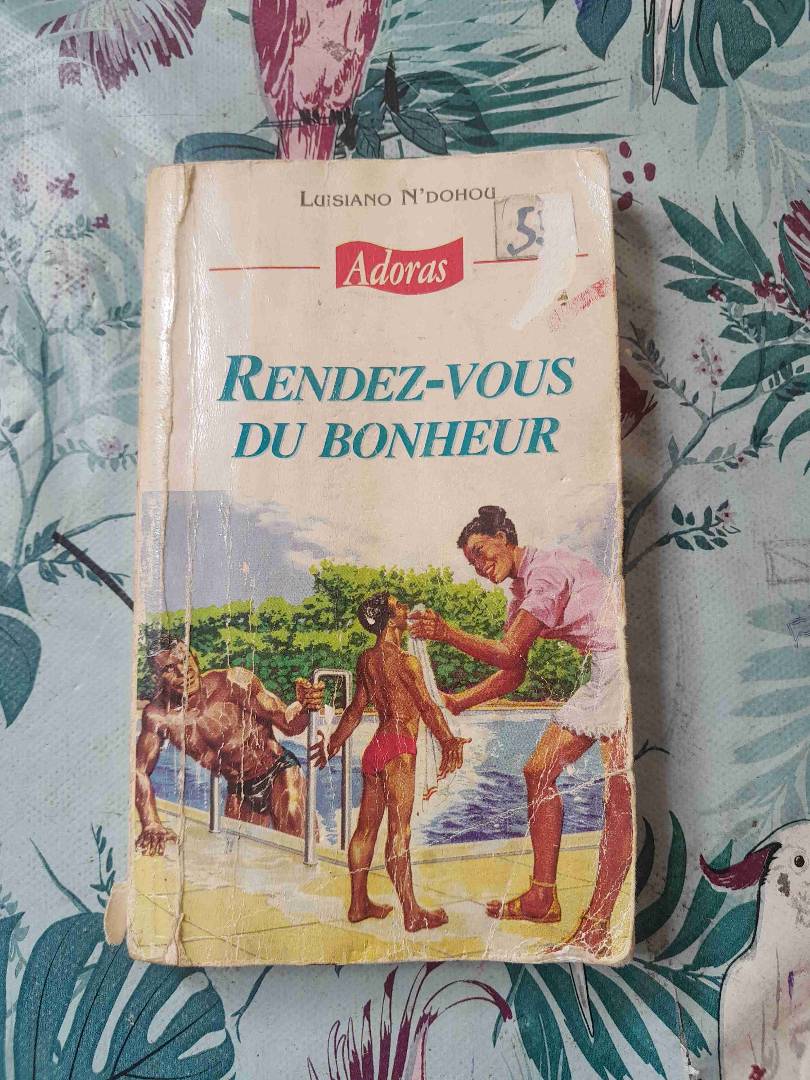 LUISIANO N'DOHOU
Adoras
RENDEZ-VOUS
DU BONHEUR